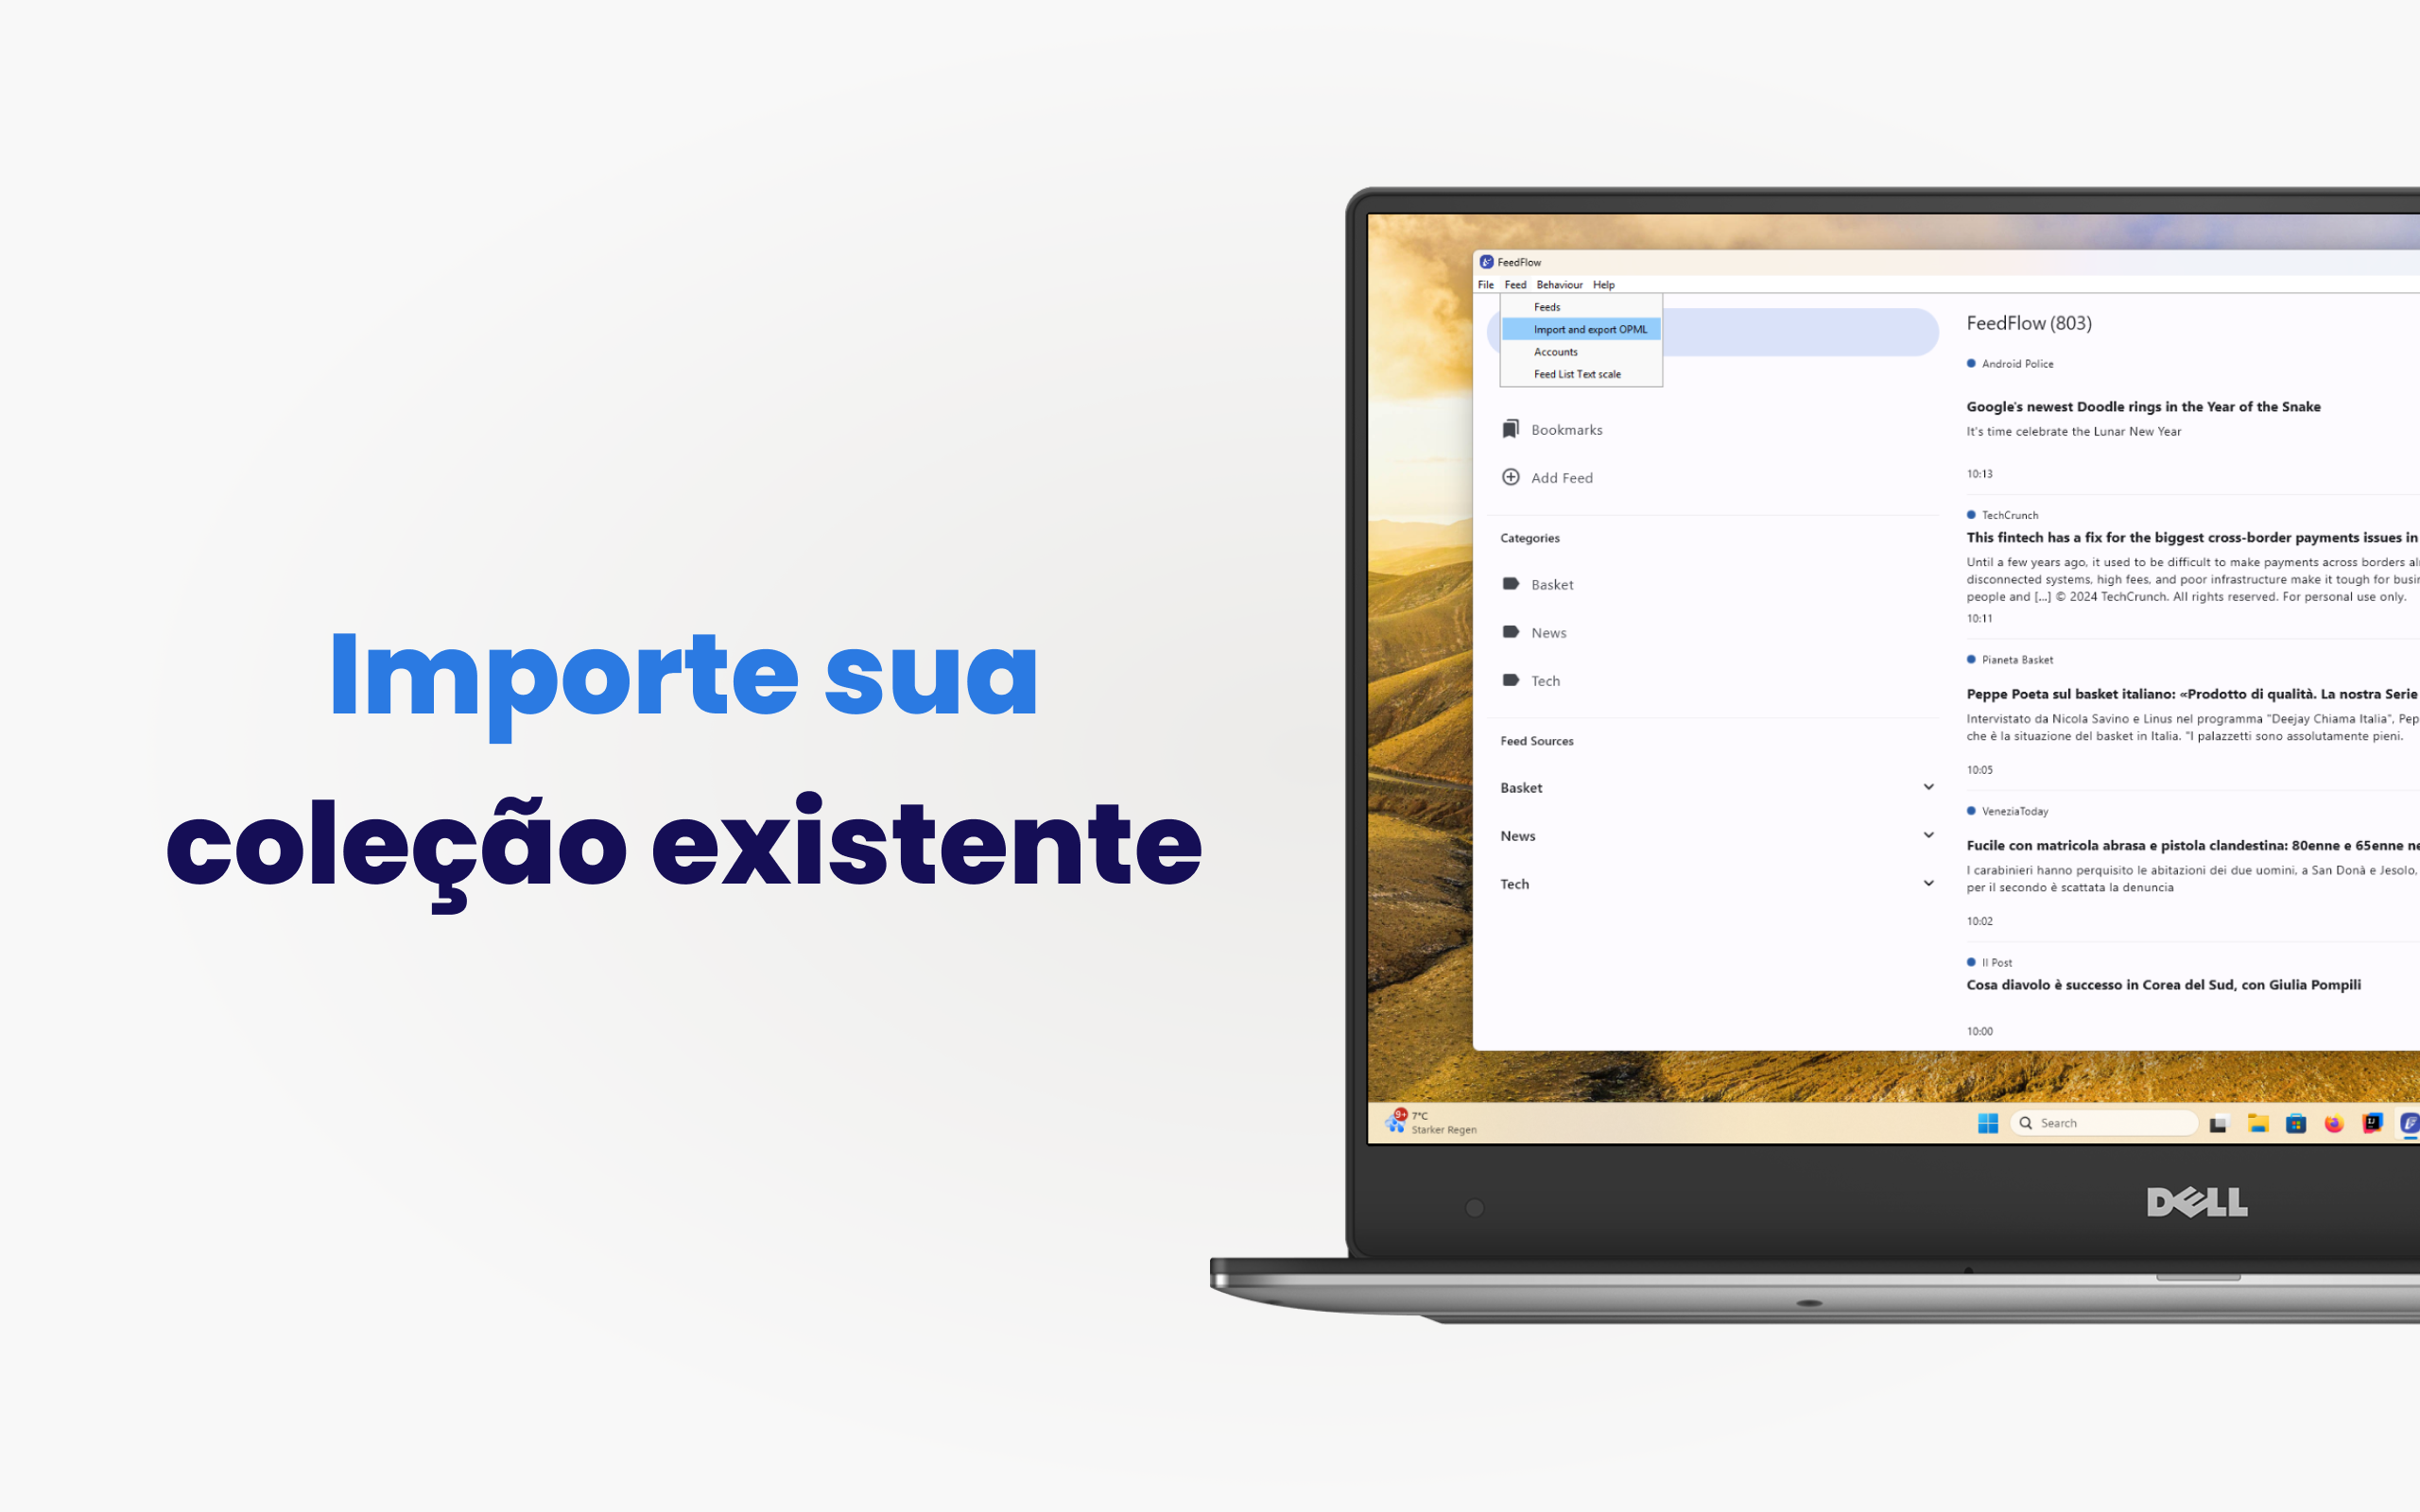 Importe sua
coleção existente
FeedFlow
File Feed Behaviour Help
Feeds
Import and export OPML
Accounts
Feed List Text scale
Bookmarks
Add Feed
Categories
Basket
News
Tech
Feed Sources
Basket
News
Tech
FeedFlow (803)
Android Police
Google's newest Doodle rings in the Year of the Snake
It's time celebrate the Lunar New Year
10:13
TechCrunch
This fintech has a fix for the biggest cross-border payments issues in
Until a few years ago, it used to be difficult to make payments across borders
disconnected systems, high fees, and poor infrastructure make it tough for
people and [...] © 2024 TechCrunch. All rights reserved. For personal use only.
10:11
Pianeta Basket
Peppe Poeta sul basket italiano: «Prodotto di qualità. La nostra Serie
Intervistato da Nicola Savino e Linus nel programma "Deejay Chiama Italia",
che è la situazione del basket in Italia. "I palazzetti sono assolutamente pieni.
10:05
VeneziaToday
Fucile con matricola abrasa e pistola clandestina: 80enne e 65enne
I carabinieri hanno perquisito le abitazioni dei due uomini, a San Donà e Jesolo,
per il secondo è scattata la denuncia
10:02
Il Post
Cosa diavolo è successo in Corea del Sud, con Giulia Pompili
10:00
9+
7°C
Starker Regen
Search
DELL